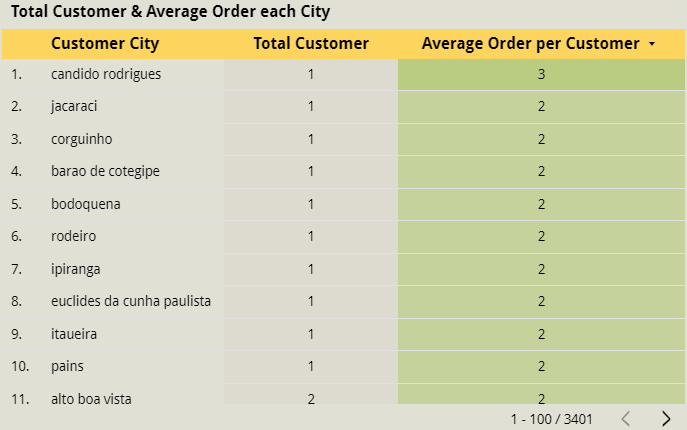 Total Customer & Average Order each City
Customer City Total Customer Average Order per Customer
1. candido rodrigues 1 3
2. jacaraci 1 2
3. corguinho 1 2
4. barao de cotegipe 1 2
5. bodoquena 1 2
6. rodeiro 1 2
7. ipiranga 1 2
8. euclides da cunha paulista 1 2
9. itaueira 1 2
10. pains 1 2
11. alto boa vista 2 2
1 - 100 / 3401